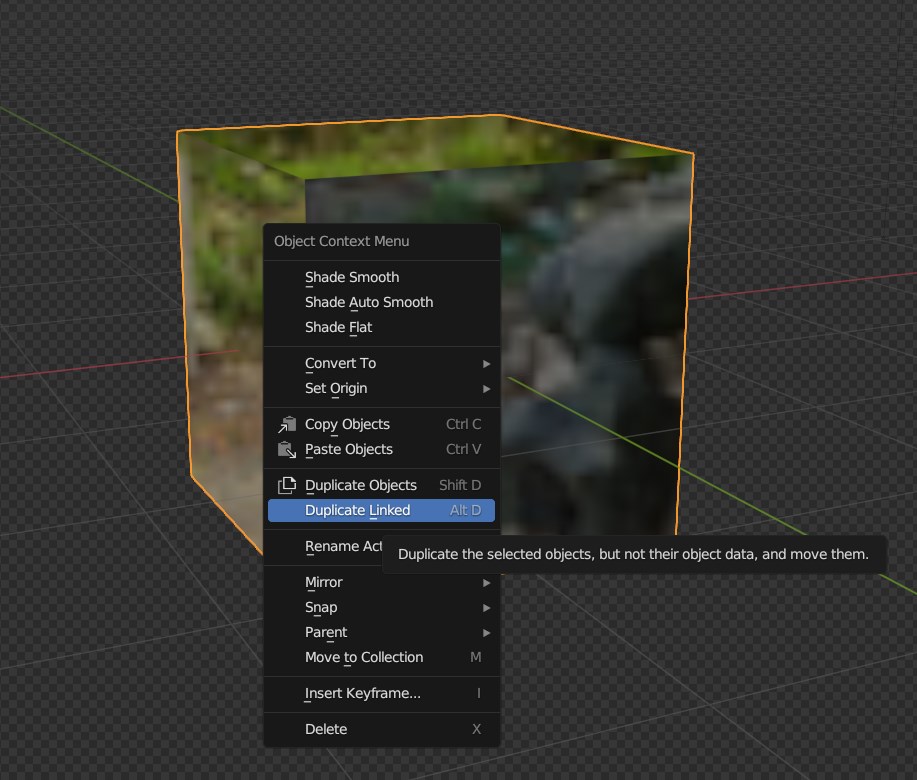 Object Context Menu
Shade Smooth
Shade Auto Smooth
Shade Flat
Convert To
Set Origin
Copy Objects Ctrl C
Paste Objects Ctrl V
Duplicate Objects Shift D
Duplicate Linked Alt D
Rename Act
Duplicate the selected objects, but not their object data, and move them.
Mirror
Snap
Parent
Move to Collection M
Insert Keyframe... I
Delete X